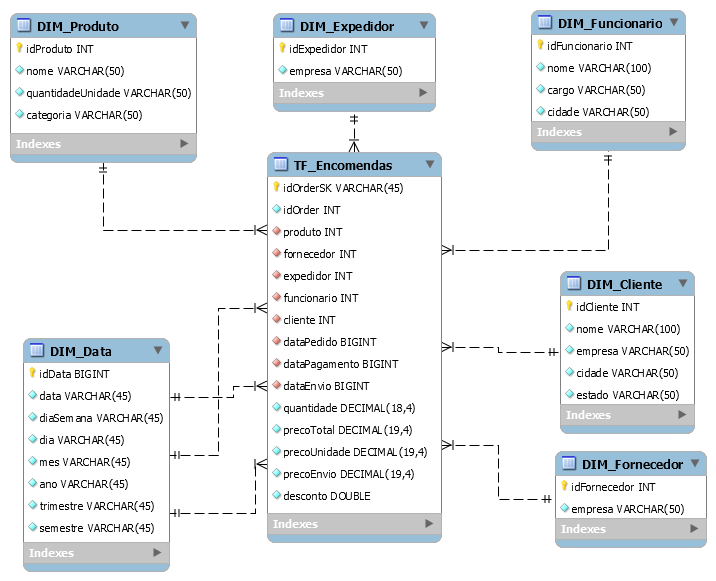 DIM_Produto
idProduto INT
nome VARCHAR(50)
quantidadeUnidade VARCHAR(50)
categoria VARCHAR(50)
Indexes
DIM_Expedidor
idExpedidor INT
empresa VARCHAR(50)
Indexes
DIM_Funcionario
idFuncionario INT
nome VARCHAR(100)
cargo VARCHAR(50)
cidade VARCHAR(50)
Indexes
TF_Encomendas
idOrderSK VARCHAR(45)
idOrder INT
produto INT
fornecedor INT
expedidor INT
funcionario INT
cliente INT
dataPedido BIGINT
dataPagamento BIGINT
dataEnvio BIGINT
quantidade DECIMAL(18,4)
precoTotal DECIMAL(19,4)
precoUnidade DECIMAL(19,4)
precoEnvio DECIMAL(19,4)
desconto DOUBLE
Indexes
DIM_Cliente
idCliente INT
nome VARCHAR(100)
empresa VARCHAR(50)
cidade VARCHAR(50)
estado VARCHAR(50)
Indexes
DIM_Data
idData BIGINT
data VARCHAR(45)
diaSemana VARCHAR(45)
dia VARCHAR(45)
mes VARCHAR(45)
ano VARCHAR(45)
trimestre VARCHAR(45)
semestre VARCHAR(45)
Indexes
DIM_Fornecedor
idFornecedor INT
empresa VARCHAR(50)
Indexes